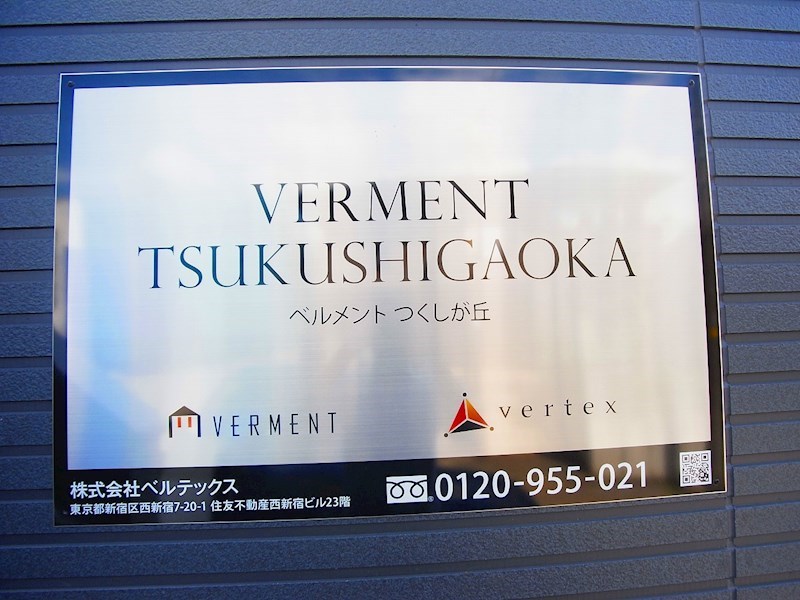 VERMENT
TSUKUSHIGAOKA
ベルメント つくしが丘
VERMENT
vertex
株式会社ベルテックス
東京都新宿区西新宿7-20-1 住友不動産西新宿ビル23階
0120-955-021